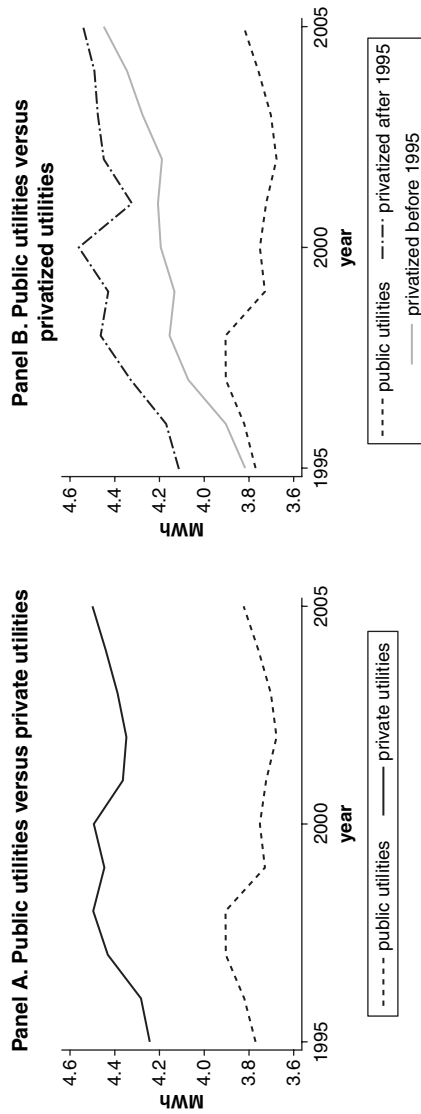 Panel A. Public utilities versus private utilities
4.6
4.4
4.2
4.0
3.8
3.6
MWh
1995
2000
2005
year
public utilities
private utilities
Panel B. Public utilities versus
privatized utilities
4.6
4.4
4.2
4.0
3.8
3.6
MWh
1995
2000
2005
year
public utilities
privatized after 1995
privatized before 1995